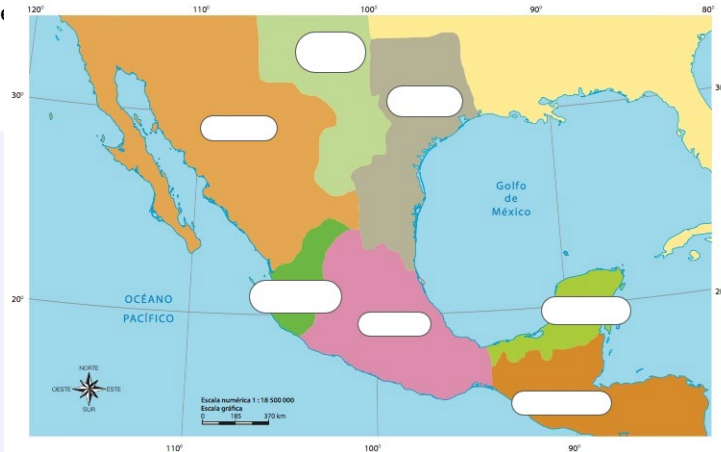 120° 110° 100° 90° 80°
30°
Golfo
de
México
20°
OCÉANO
PACÍFICO
NORTE
OESTE ESTE
SUR
Escala numérica 1 : 18 500 000
Escala gráfica
0 185 370 km
110° 100° 90°